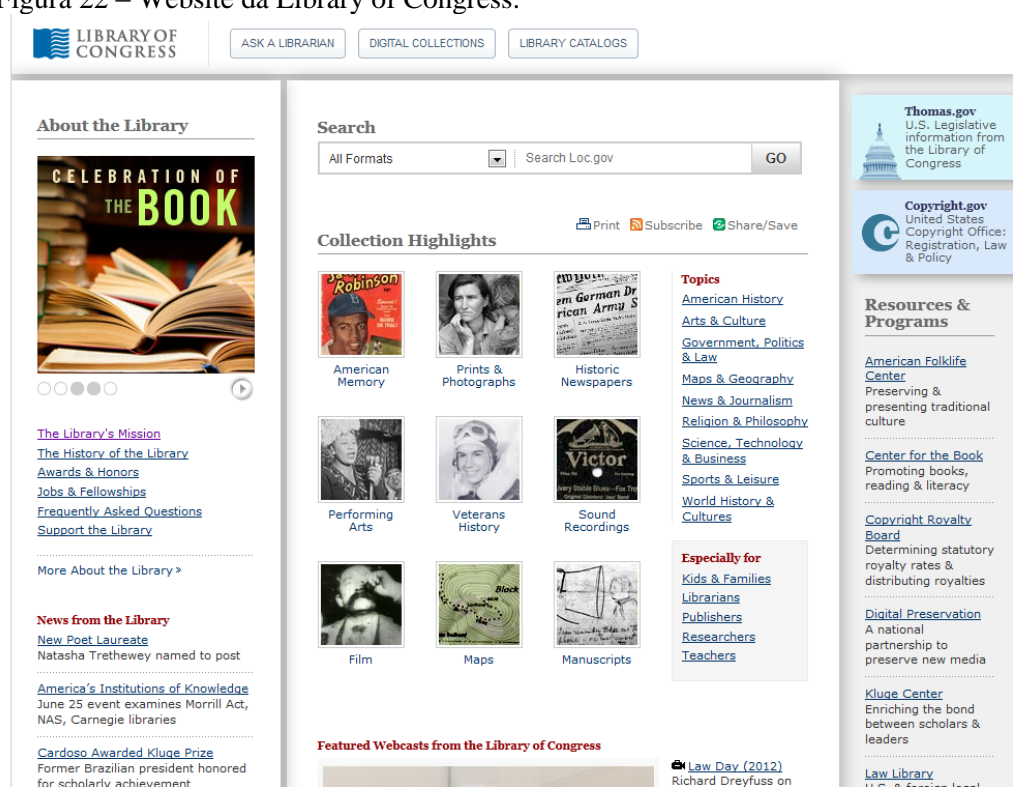 Figura 22 – Website da Library of Congress.
LIBRARY OF
CONGRESS
ASK A LIBRARIAN
DIGITAL COLLECTIONS
LIBRARY CATALOGS
About the Library
CELEBRATION OF
THE BOOK
The Library's Mission
The History of the Library
Awards & Honors
Jobs & Fellowships
Frequently Asked Questions
Support the Library
More About the Library »
News from the Library
New Poet Laureate
Natasha Trethewey named to post
America's Institutions of Knowledge
June 25 event examines Morrill Act,
NAS, Carnegie libraries
Cardoso Awarded Kluge Prize
Former Brazilian president honored
for scholarly achievement
Search
All Formats
Search Loc.gov
GO
Print
Subscribe
Share/Save
Collection Highlights
Robinson
American
Memory
Prints &
Photographs
em German Dr
rican Army S
Historic
Newspapers
Performing
Arts
Veterans
History
Victor
Sound
Recordings
Film
Black
Maps
Manuscripts
Topics
American History
Arts & Culture
Government, Politics
& Law
Maps & Geography
News & Journalism
Religion & Philosophy
Science, Technology
& Business
Sports & Leisure
World History &
Cultures
Especially for
Kids & Families
Librarians
Publishers
Researchers
Teachers
Featured Webcasts from the Library of Congress
Law Day (2012)
Richard Dreyfuss on
Thomas.gov
U.S. Legislative
information from
the Library of
Congress
Copyright.gov
United States
Copyright Office:
Registration, Law
& Policy
Resources &
Programs
American Folklife
Center
Preserving &
presenting traditional
culture
Center for the Book
Promoting books,
reading & literacy
Copyright Royalty
Board
Determining statutory
royalty rates &
distributing royalties
Digital Preservation
A national
partnership to
preserve new media
Kluge Center
Enriching the bond
between scholars &
leaders
Law Library
U.S. & foreign legal